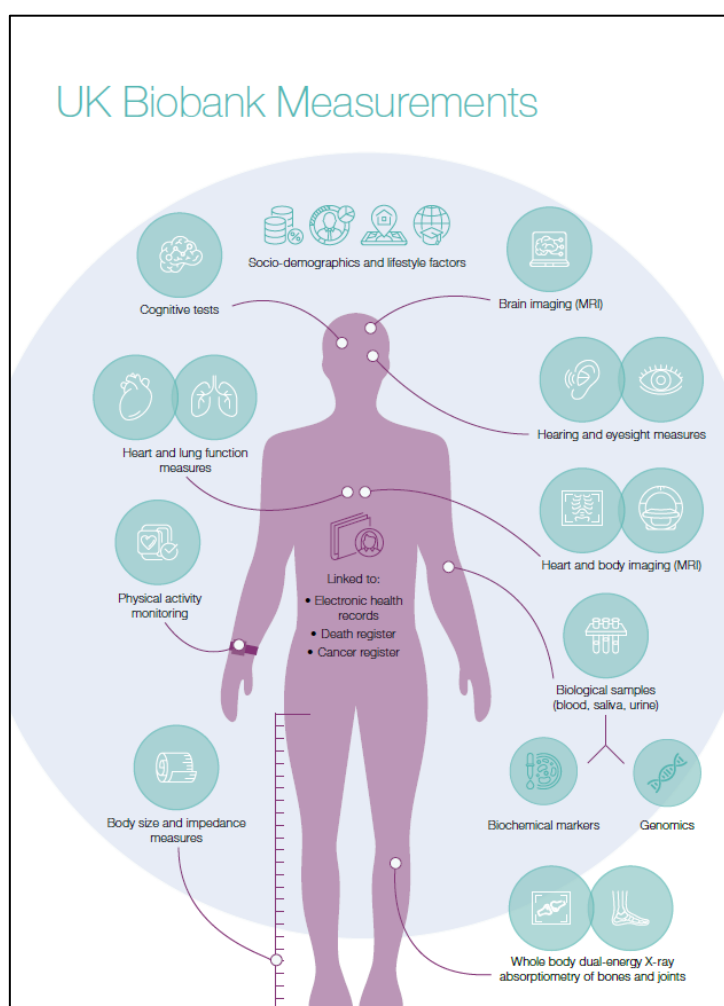 UK Biobank Measurements
%
Socio-demographics and lifestyle factors
Cognitive tests
Brain imaging (MRI)
Heart and lung function
measures
Hearing and eyesight measures
Physical activity
monitoring
Linked to:
• Electronic health
records
• Death register
• Cancer register
Heart and body imaging (MRI)
Biological samples
(blood, saliva, urine)
Body size and impedance
measures
Biochemical markers
Genomics
Whole body dual-energy X-ray
absorptiometry of bones and joints